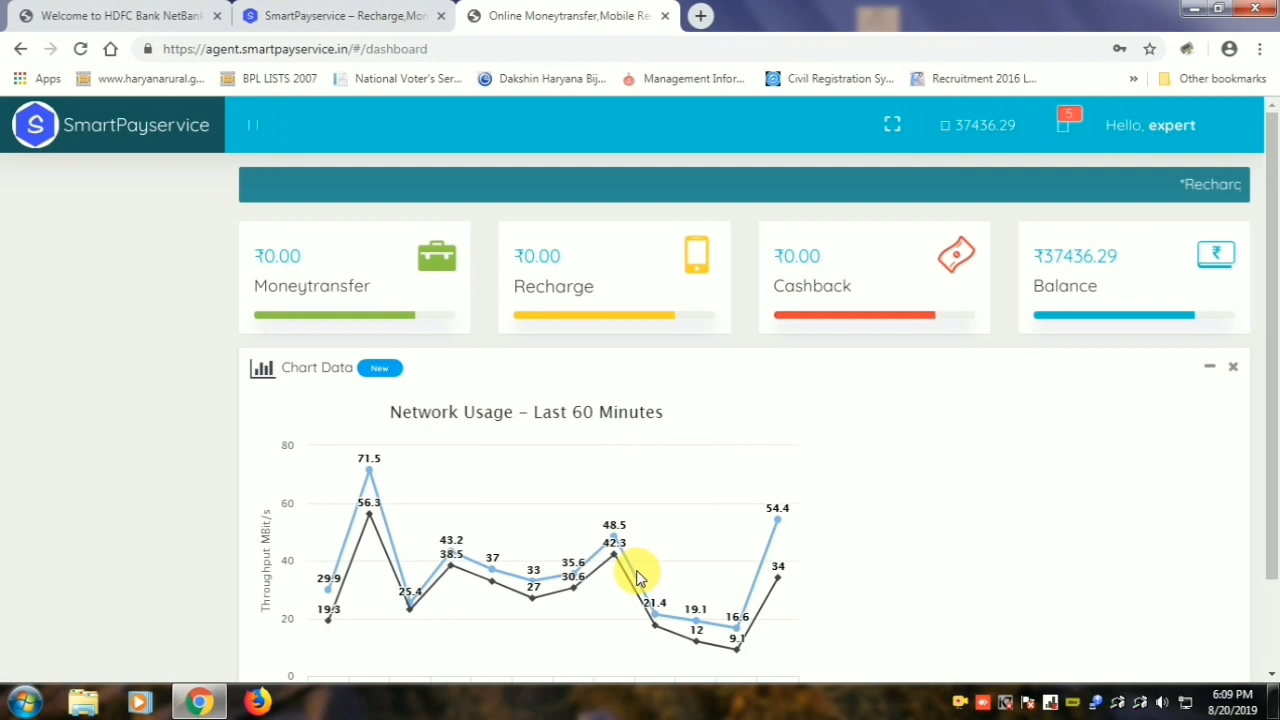 Welcome to HDFC Bank NetBank
SmartPayservice – Recharge,Mon
Online Moneytransfer,Mobile Re
https://agent.smartpayservice.in/#/dashboard
Apps
www.haryanarural.g...
BPL LISTS 2007
National Voter's Ser...
Dakshin Haryana Bij...
Management Infor...
Civil Registration Sy...
Recruitment 2016 I...
»
Other bookmarks
S SmartPayservice
37436.29
5
Hello, expert
*Recharg
₹0.00
Moneytransfer
₹0.00
Recharge
₹0.00
Cashback
₹37436.29
Balance
Chart Data New
Network Usage – Last 60 Minutes
Throughput MBit/s
80
60
40
20
0
29.9
71.5
25.4
43.2
37
33
35.6
48.5
21.4
19.1
16.6
54.4
19.3
56.3
38.5
27
30.6
42.3
12
9.1
34
6:09 PM
8/20/2019